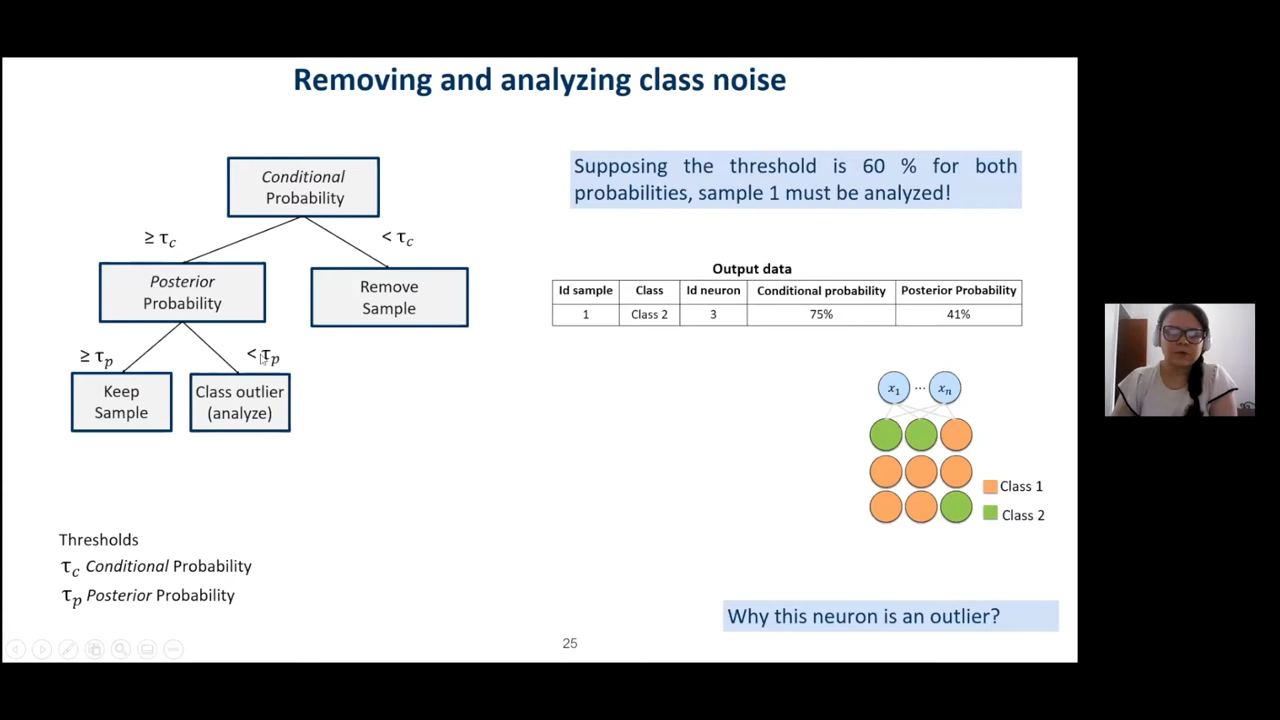 Removing and analyzing class noise
Conditional
Probability
≥ τc
< τc
Posterior
Probability
Remove
Sample
≥ τp
< τp
Keep
Sample
Class outlier
(analyze)
Thresholds
τc Conditional Probability
τp Posterior Probability
Supposing the threshold is 60 % for both
probabilities, sample 1 must be analyzed!
Output data
Id sample Class Id neuron Conditional probability Posterior Probability
1 Class 2 3 75% 41%
x1 ... xn
Class 1
Class 2
Why this neuron is an outlier?
25